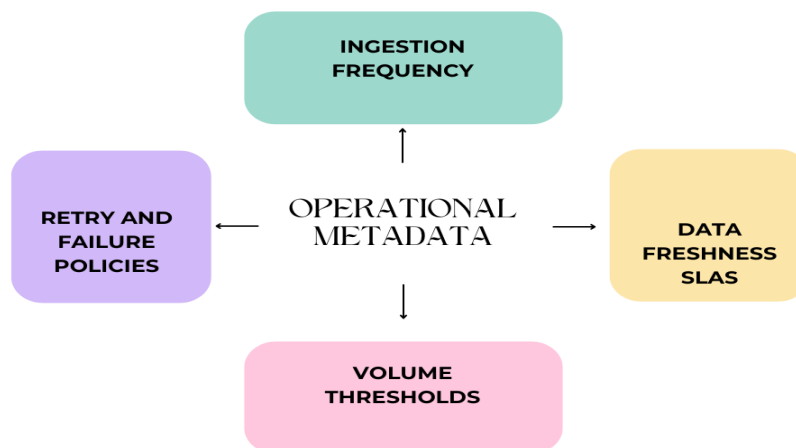 INGESTION
FREQUENCY
RETRY AND
FAILURE
POLICIES
OPERATIONAL
METADATA
DATA
FRESHNESS
SLAS
VOLUME
THRESHOLDS